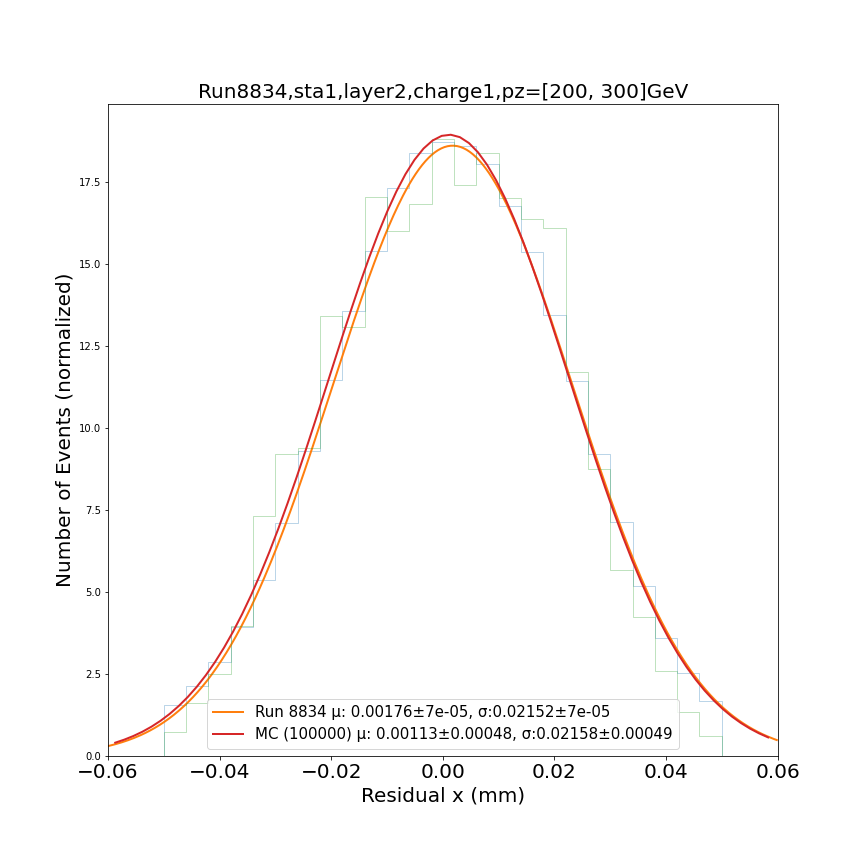 Run8834,sta1,layer2,charge1,pz=[200, 300]GeV
Number of Events (normalized)
17.5
15.0
12.5
10.0
7.5
5.0
2.5
0.0
Run 8834 μ: 0.00176±7e-05, σ:0.02152±7e-05
MC (100000) μ: 0.00113±0.00048, σ:0.02158±0.00049
−0.06 −0.04 −0.02 0.00 0.02 0.04 0.06
Residual x (mm)